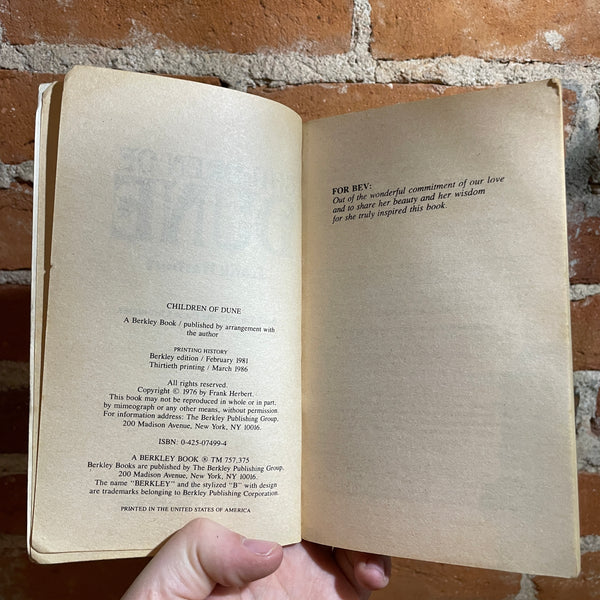 CHILDREN OF DUNE
A Berkley Book / published by arrangement with
the author
PRINTING HISTORY
Berkley edition / February 1981
Thirtieth printing / March 1986
All rights reserved.
Copyright © 1976 by Frank Herbert.
This book may not be reproduced in whole or in part,
by mimeograph or any other means, without permission.
For information address: The Berkley Publishing Group,
200 Madison Avenue, New York, NY 10016.
ISBN: 0-425-07499-4
A BERKLEY BOOK ® TM 757,375
Berkley Books are published by The Berkley Publishing Group,
200 Madison Avenue, New York, NY 10016.
The name "BERKLEY" and the stylized "B" with design
are trademarks belonging to Berkley Publishing Corporation.
PRINTED IN THE UNITED STATES OF AMERICA
FOR BEV:
Out of the wonderful commitment of our love
and to share her beauty and her wisdom
for she truly inspired this book.